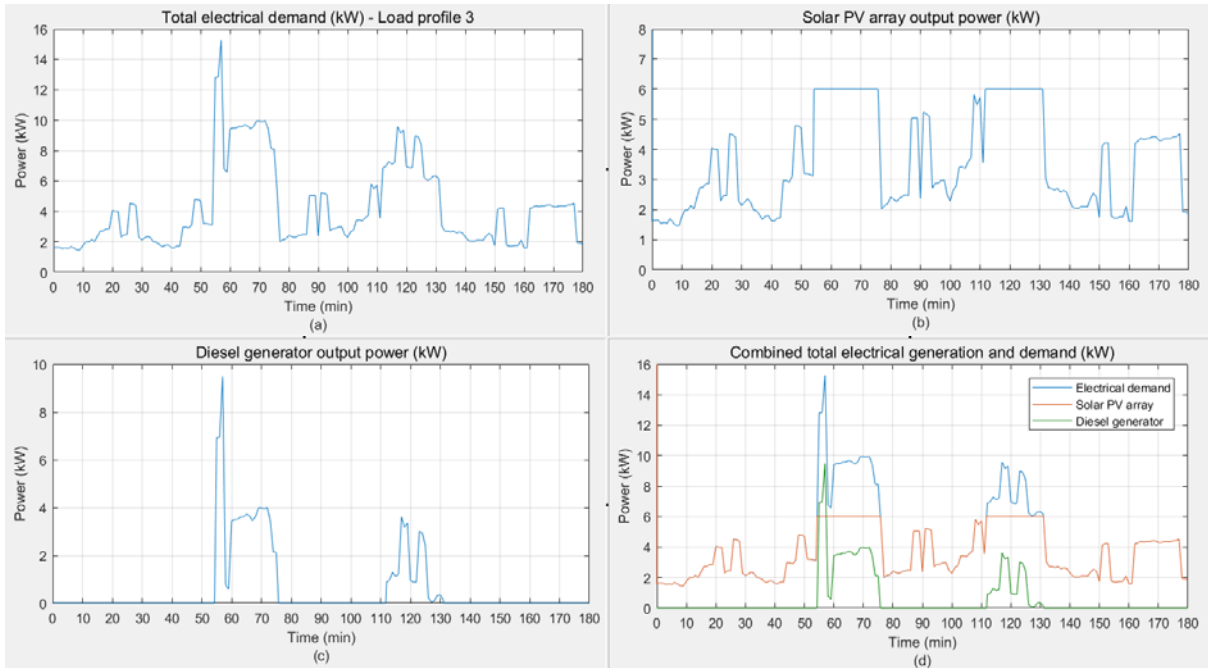 Total electrical demand (kW) - Load profile 3
Power (kW)
16
14
12
10
8
6
4
2
0
0 10 20 30 40 50 60 70 80 90 100 110 120 130 140 150 160 170 180
Time (min)
(a)
Solar PV array output power (kW)
Power (kW)
8
7
6
5
4
3
2
1
0
0 10 20 30 40 50 60 70 80 90 100 110 120 130 140 150 160 170 180
Time (min)
(b)
Diesel generator output power (kW)
Power (kW)
10
8
6
4
2
0
0 10 20 30 40 50 60 70 80 90 100 110 120 130 140 150 160 170 180
Time (min)
(c)
Combined total electrical generation and demand (kW)
Power (kW)
16
14
12
10
8
6
4
2
0
Electrical demand
Solar PV array
Diesel generator
0 10 20 30 40 50 60 70 80 90 100 110 120 130 140 150 160 170 180
Time (min)
(d)